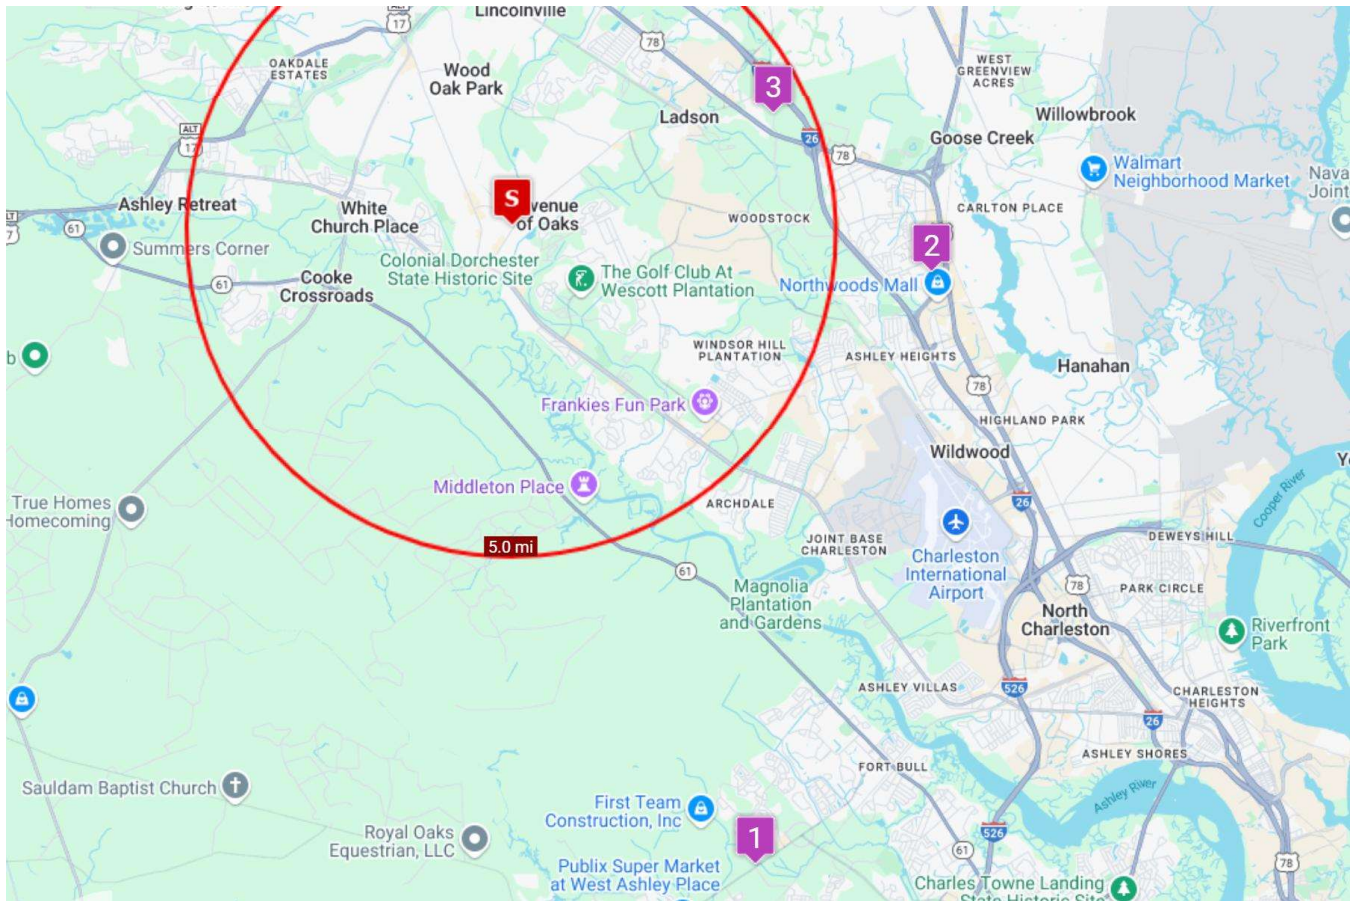 Lincolnville
17
78
OAKDALE
ESTATES
Wood
Oak Park
WEST
GREENVIEW
ACRES
3
Ladson
Willowbrook
ALT
17
26
78
Goose Creek
Walmart
Neighborhood Market
Nava
Joint
S
Ashley Retreat
White
Church Place
venue
of Oaks
WOODSTOCK
CARLTON PLACE
61
Summers Corner
2
Colonial Dorchester
State Historic Site
The Golf Club At
Wescott Plantation
Northwoods Mall
61
Cooke
Crossroads
WINDSOR HILL
PLANTATION
ASHLEY HEIGHTS
b
Hanahan
78
Frankies Fun Park
HIGHLAND PARK
Wildwood
Middleton Place
True Homes
Homecoming
ARCHDALE
26
Cooper River
5.0 mi
JOINT BASE
CHARLESTON
DEWEYS HILL
Charleston
International
Airport
61
Magnolia
Plantation
and Gardens
78
PARK CIRCLE
North
Charleston
Riverfront
Park
ASHLEY VILLAS
526
CHARLESTON
HEIGHTS
26
ASHLEY SHORES
FORT BULL
Sauldam Baptist Church
Ashley River
First Team
Construction, Inc
1
526
Royal Oaks
Equestrian, LLC
61
78
Publix Super Market
at West Ashley Place
Charles Towne Landing
State Historic Site